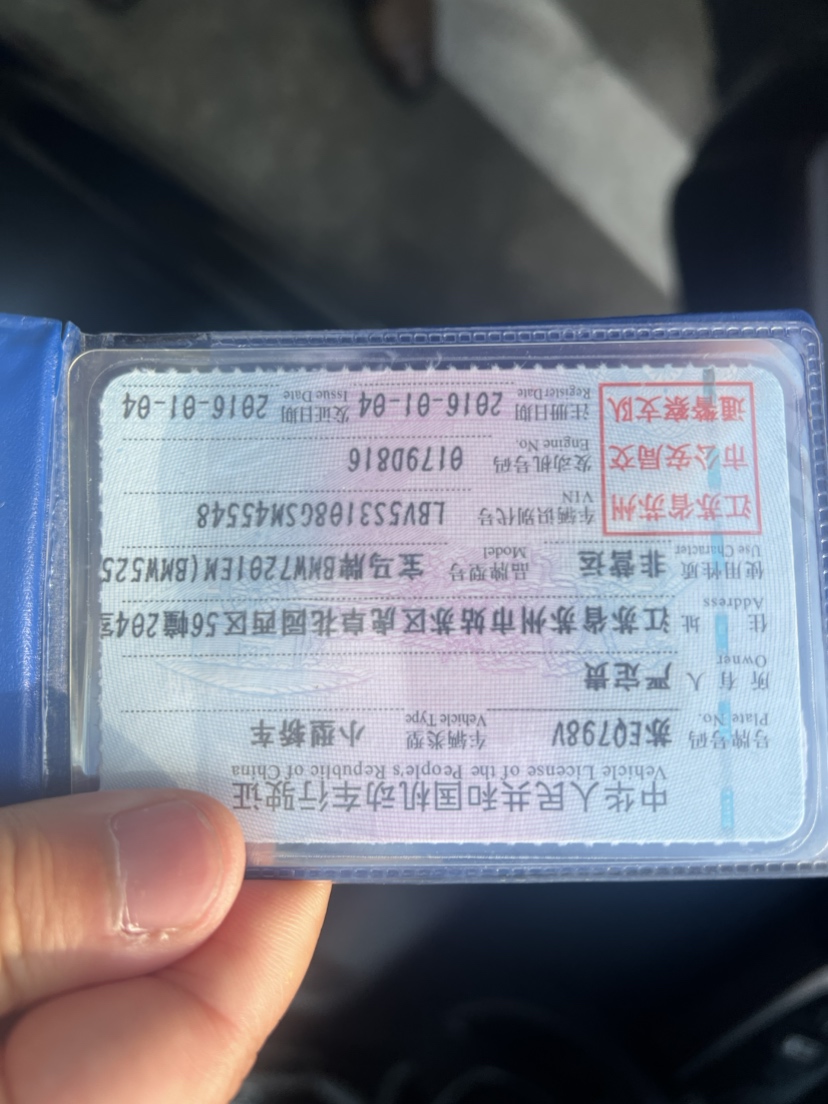 中华人民共和国机动车行驶证
Vehicle License of the People's Republic of China
号牌号码 苏EQ798V 车辆类型 小型轿车
Plate No. Vehicle Type
所有人 严定贵
Owner
住址 江苏省苏州市姑苏区虎阜花园西区56幢204室
Address
使用性质 非营运 品牌型号 宝马牌BMW7201EM(BMW525
Use Character Model
江苏省苏州
市公安局交
通警察支队
车辆识别代号 LBV5S3108GSM45548
VIN
发动机号码 0179D816
Engine No.
注册日期 2016-01-04 发证日期 2016-01-04
Register Date Issue Date